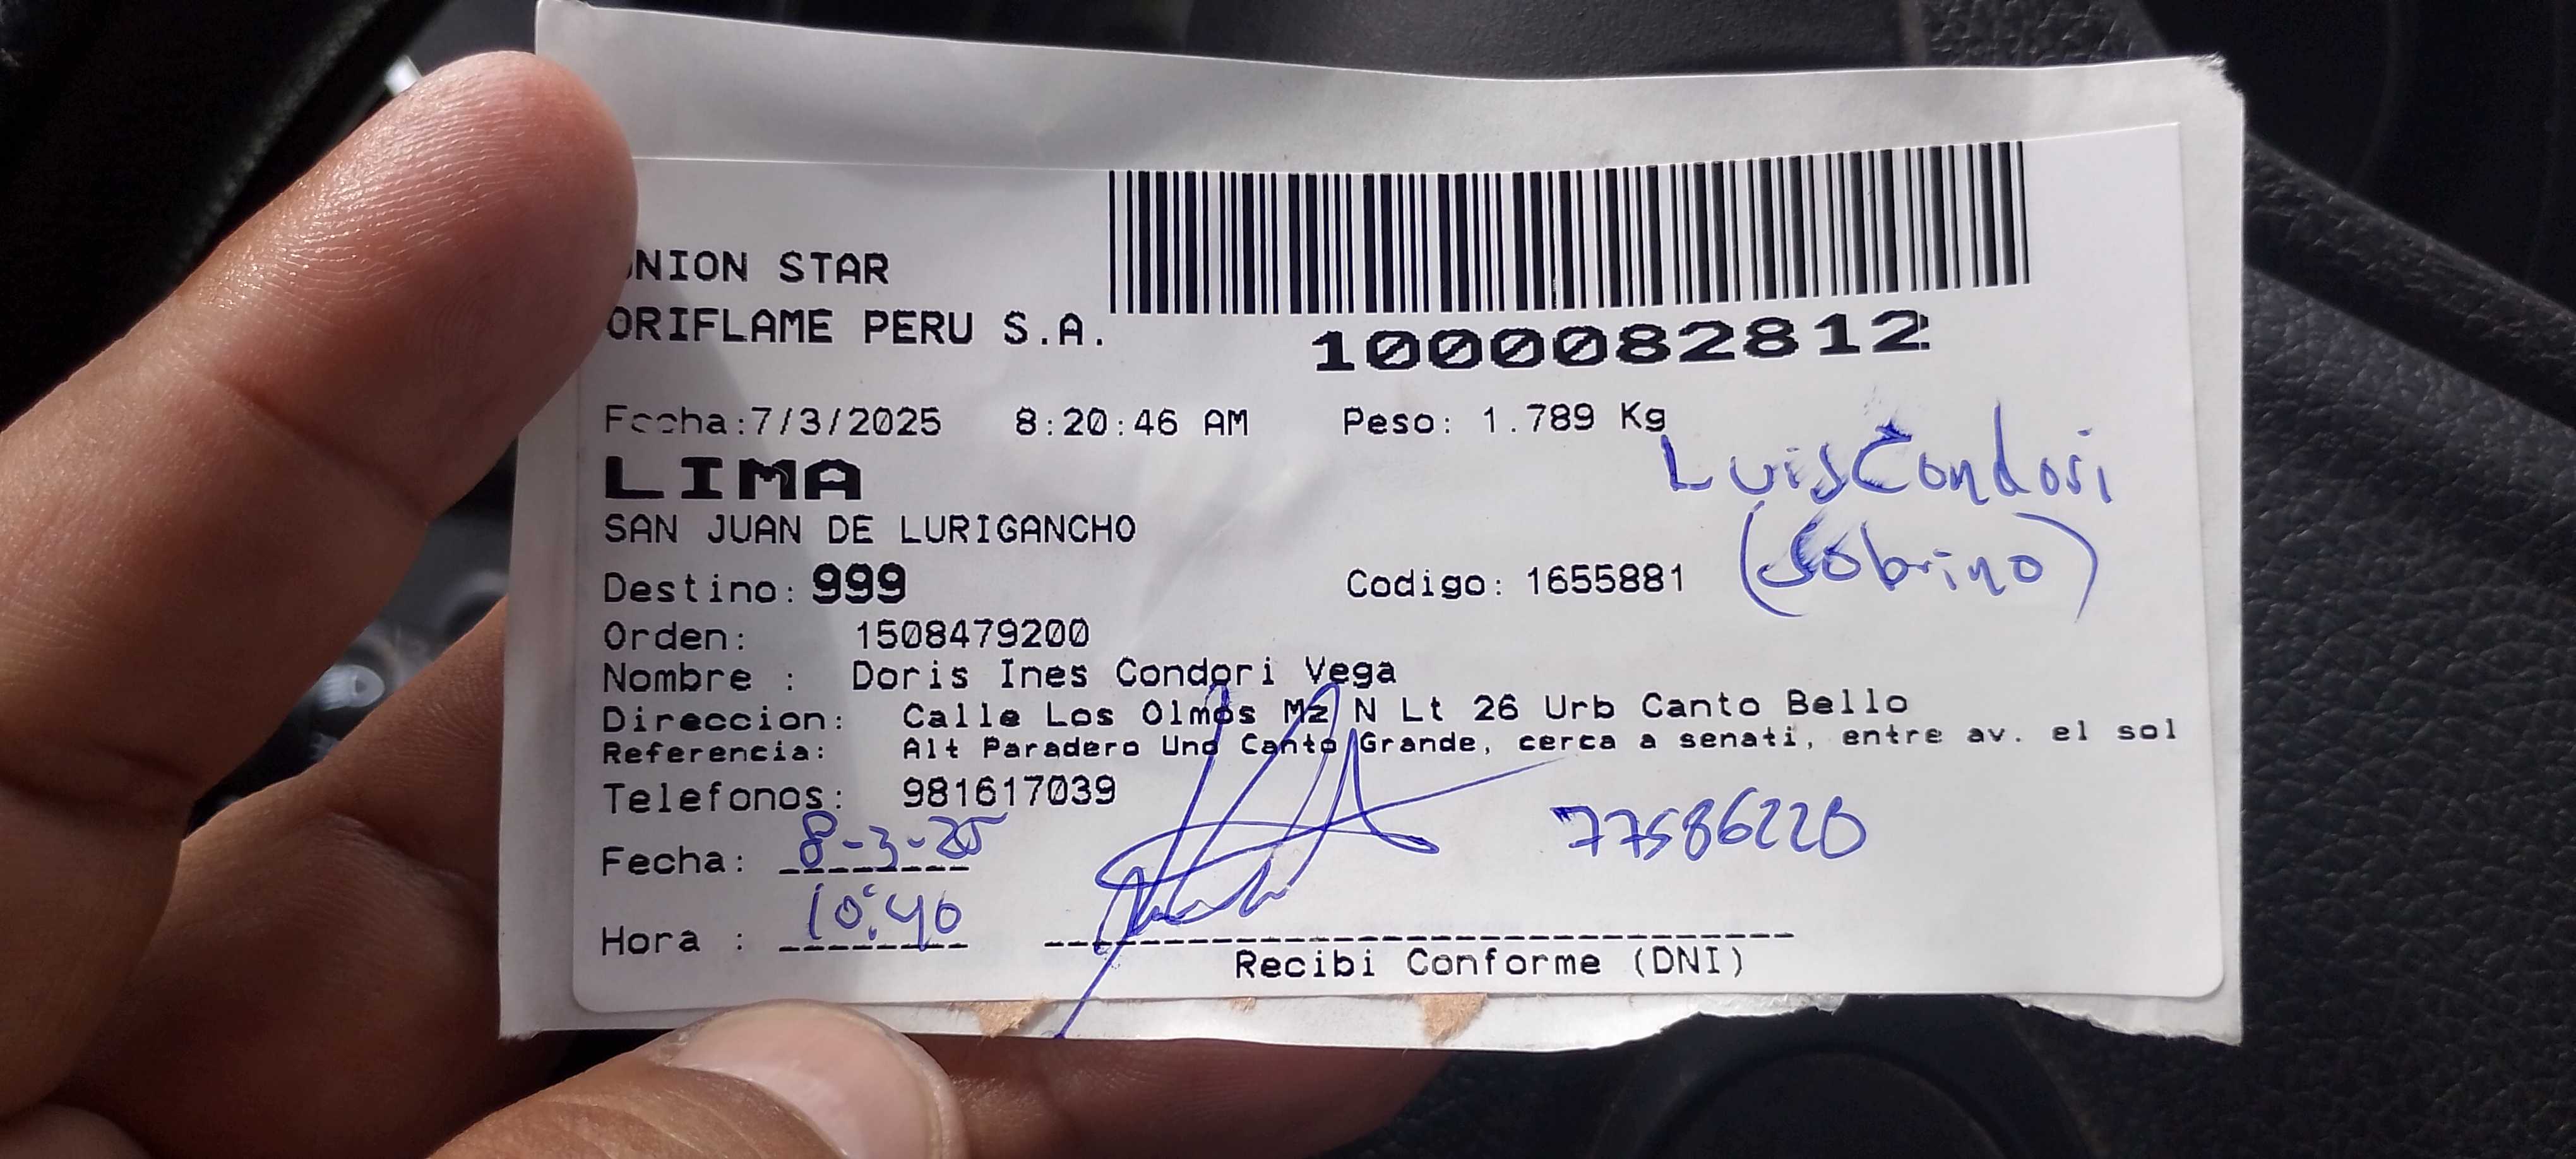 UNION STAR
ORIFLAME PERU S.A.
1000082812
Fecha:7/3/2025 8:20:46 AM Peso: 1.789 Kg
LIMA
Luis Condori
SAN JUAN DE LURIGANCHO
(Sobrino)
Destino: 999 Codigo: 1655881
Orden: 1508479200
Nombre : Doris Ines Condori Vega
Direccion: Calle Los Olmos Mz N Lt 26 Urb Canto Bello
Referencia: Alt Paradero Uno Canto Grande, cerca a senati, entre av. el sol
Telefonos: 981617039
77586220
Fecha: 8-3-25
Hora : 10:40
Recibi Conforme (DNI)